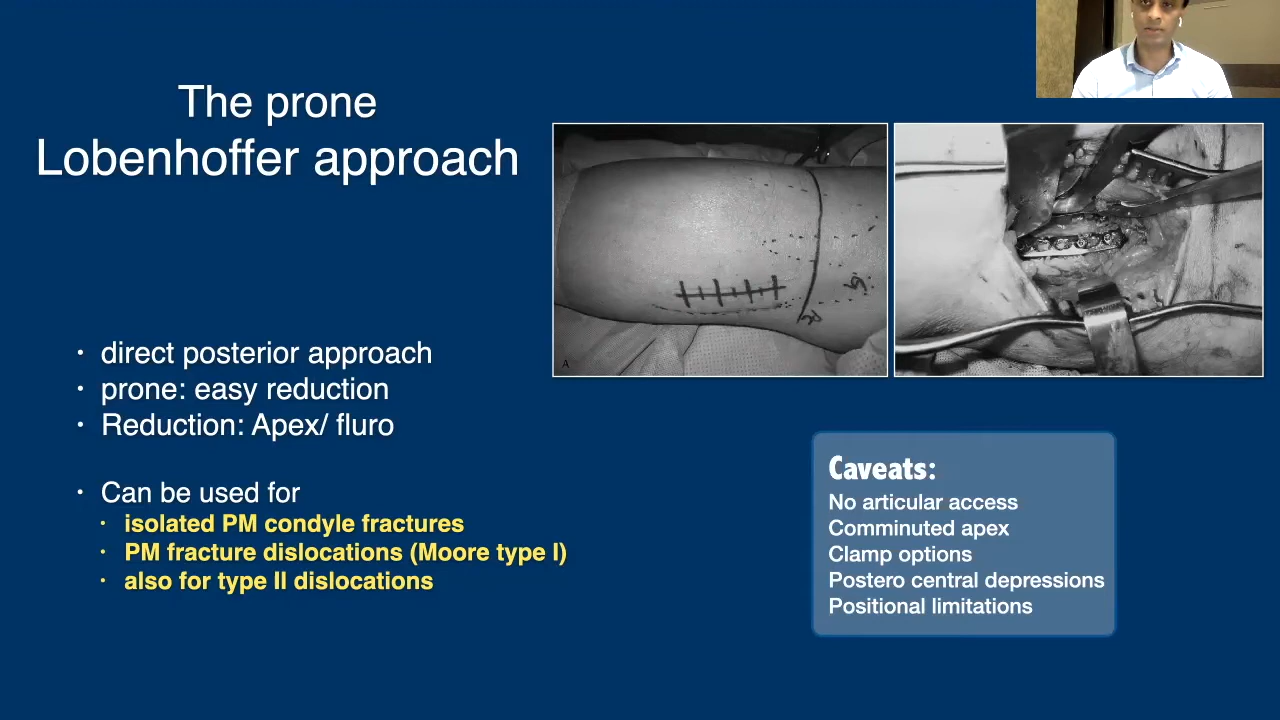 The prone
Lobenhoffer approach
· direct posterior approach
· prone: easy reduction
· Reduction: Apex/ fluro
· Can be used for
· isolated PM condyle fractures
· PM fracture dislocations (Moore type I)
· also for type II dislocations
A
Caveats:
No articular access
Comminuted apex
Clamp options
Postero central depressions
Positional limitations